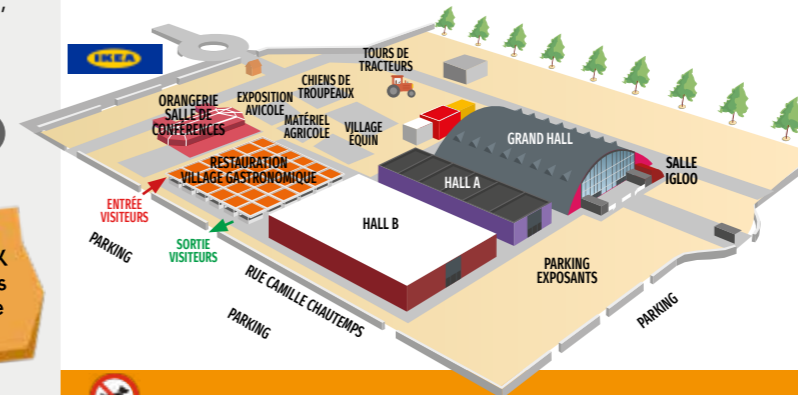 ,
IKEA
TOURS DE
TRACTEURS
CHIENS DE
TROUPEAUX
ORANGERIE
SALLE DE
CONFÉRENCES
EXPOSITION
AVICOLE
MATÉRIEL
AGRICOLE
VILLAGE
ÉQUIN
GRAND HALL
SALLE
IGLOO
RESTAURATION
VILLAGE GASTRONOMIQUE
HALL A
HALL B
ENTRÉE
VISITEURS
SORTIE
VISITEURS
PARKING
PARKING
EXPOSANTS
RUE CAMILLE CHAUTEMPS
PARKING
PARKING
X
s
e